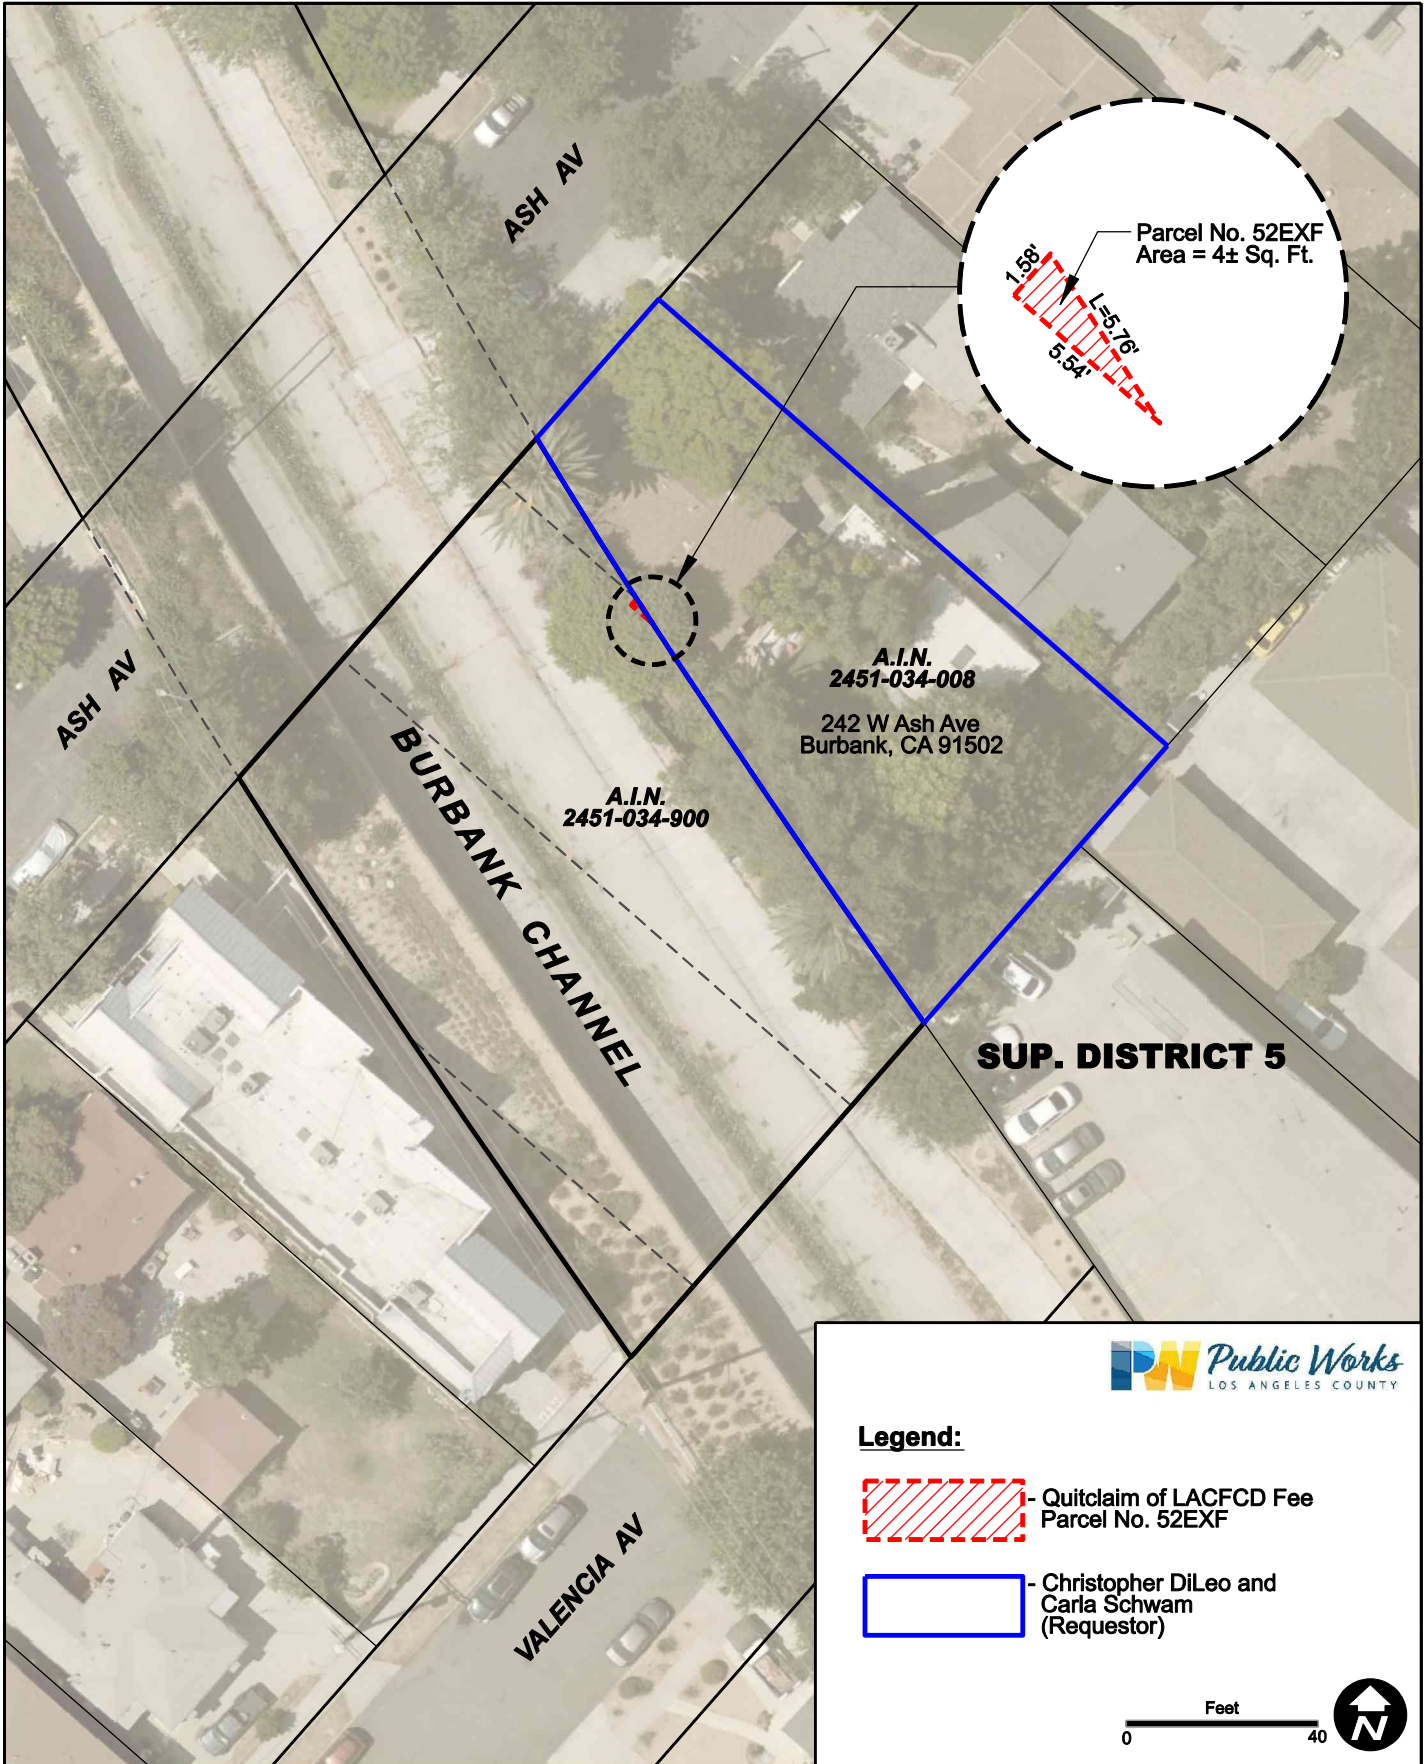 ASH AV
Parcel No. 52EXF
Area = 4± Sq. Ft.
1.58'
L=5.76'
5.54'
ASH AV
A.I.N.
2451-034-008
242 W Ash Ave
Burbank, CA 91502
A.I.N.
2451-034-900
BURBANK CHANNEL
SUP. DISTRICT 5
VALENCIA AV
PW Public Works
LOS ANGELES COUNTY
Legend:
- Quitclaim of LACFCD Fee
Parcel No. 52EXF
- Christopher DiLeo and
Carla Schwam
(Requestor)
Feet
0 40
N